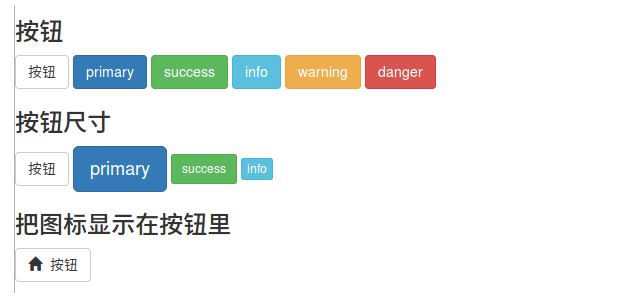 按钮
按钮 primary success info warning danger
按钮尺寸
按钮 primary success info
把图标显示在按钮里
按钮